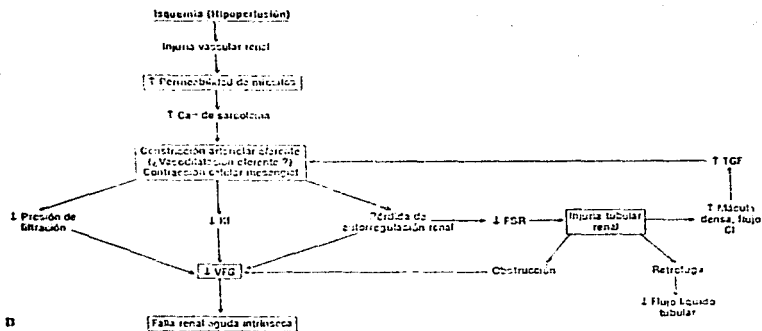 Isquemia (Hipoperfusión)
Injuria vascular renal
↑ Permeabilidad de miocitos
↑ Ca++ de sarcolema
Constricción arteriolar aferente
(¿Vasodilatación eferente?)
Contracción celular mesangial
↑ TGF
↓ Presión de
filtración
↓ Kf
Pérdida de
autorregulación renal
↓ FSR
Injuria tubular
renal
↑ Mácula
densa, flujo
Cl
↓ VFG
Obstrucción
Retrofuga
↓ Flujo líquido
tubular
Falla renal aguda intrínseca